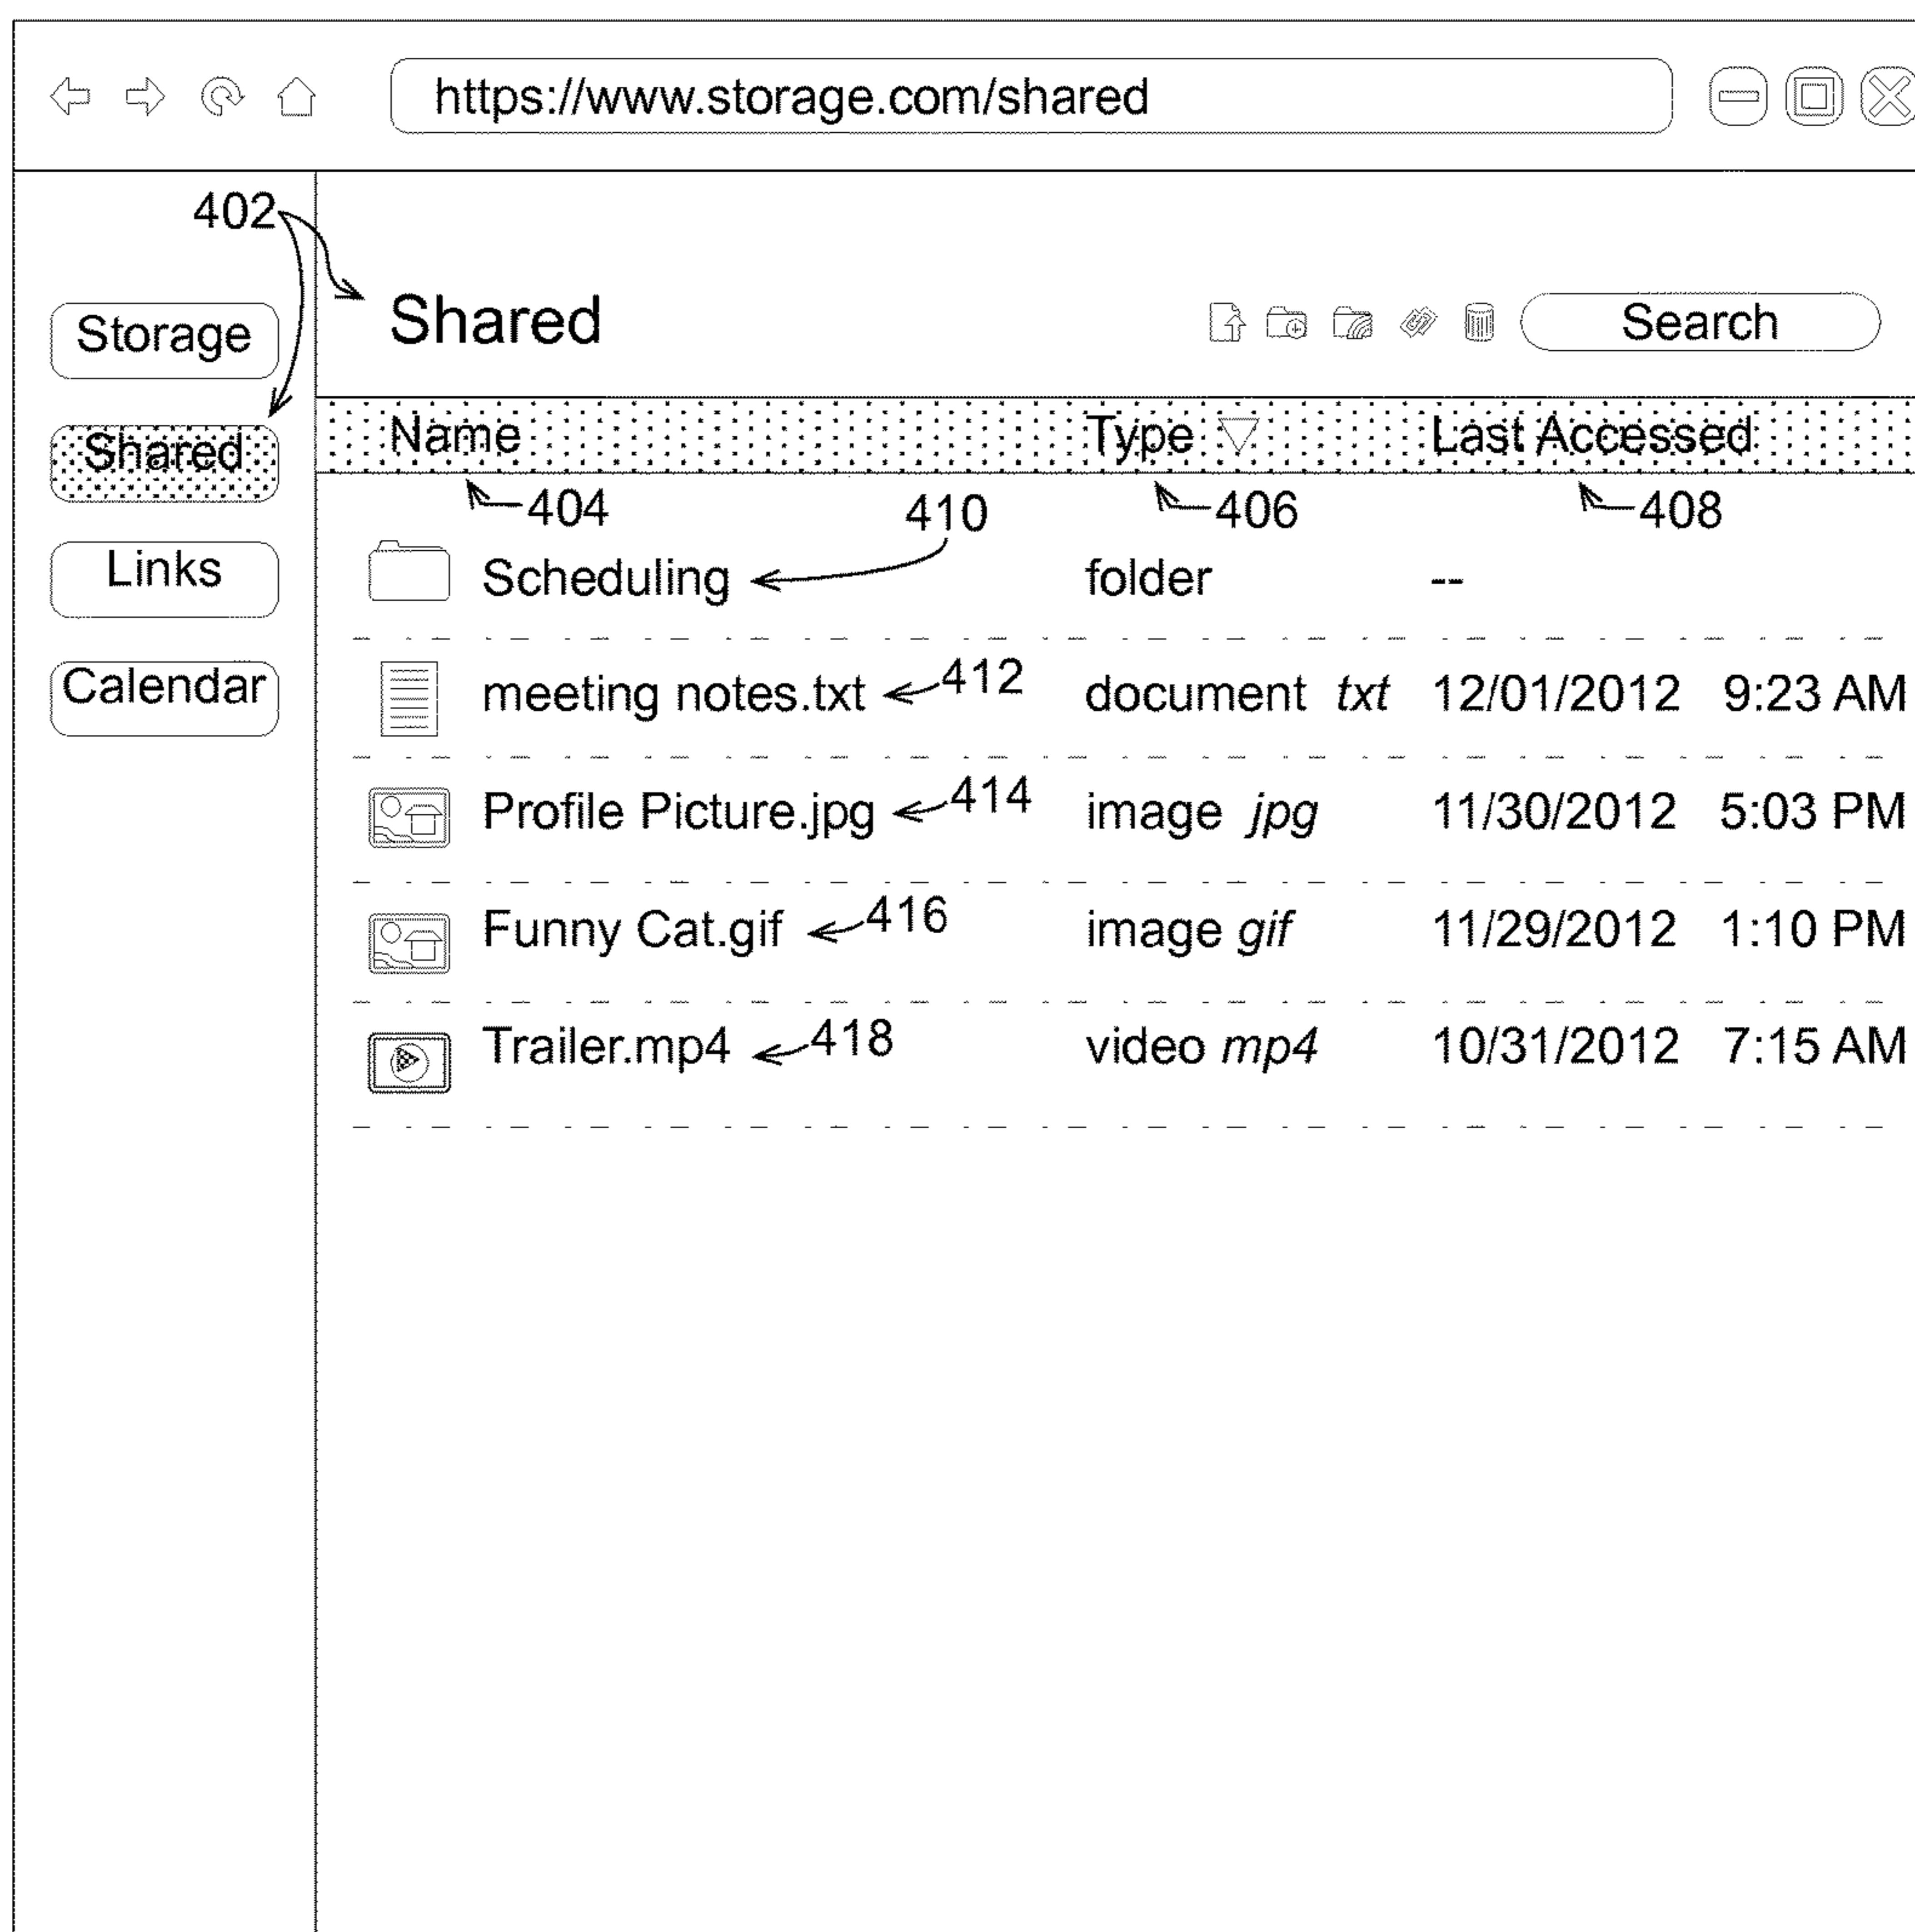 https://www.storage.com/shared
402
Storage
Shared
Links
Calendar
Shared
Search
Name Type Last Accessed
404 410 406 408
Scheduling folder --
meeting notes.txt 412 document txt 12/01/2012 9:23 AM
Profile Picture.jpg 414 image jpg 11/30/2012 5:03 PM
Funny Cat.gif 416 image gif 11/29/2012 1:10 PM
Trailer.mp4 418 video mp4 10/31/2012 7:15 AM